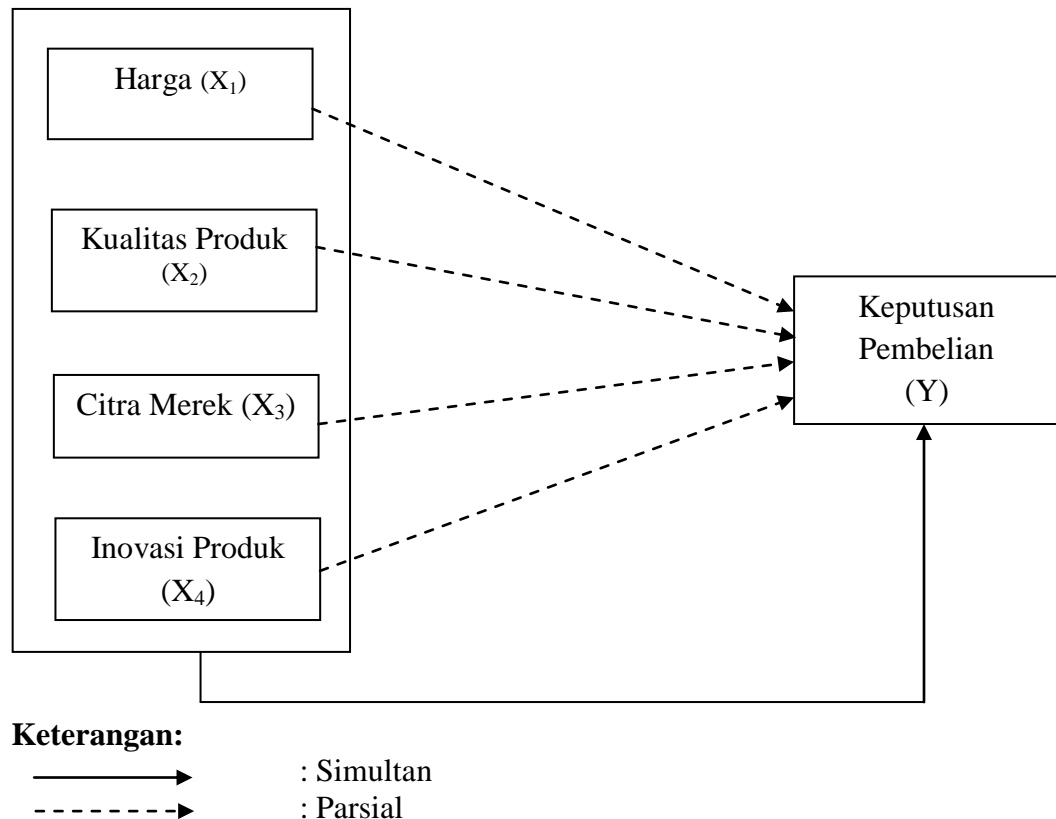 Harga (X₁)
Kualitas Produk
(X₂)
Citra Merek (X₃)
Inovasi Produk
(X₄)
Keputusan
Pembelian
(Y)
Keterangan:
: Simultan
: Parsial